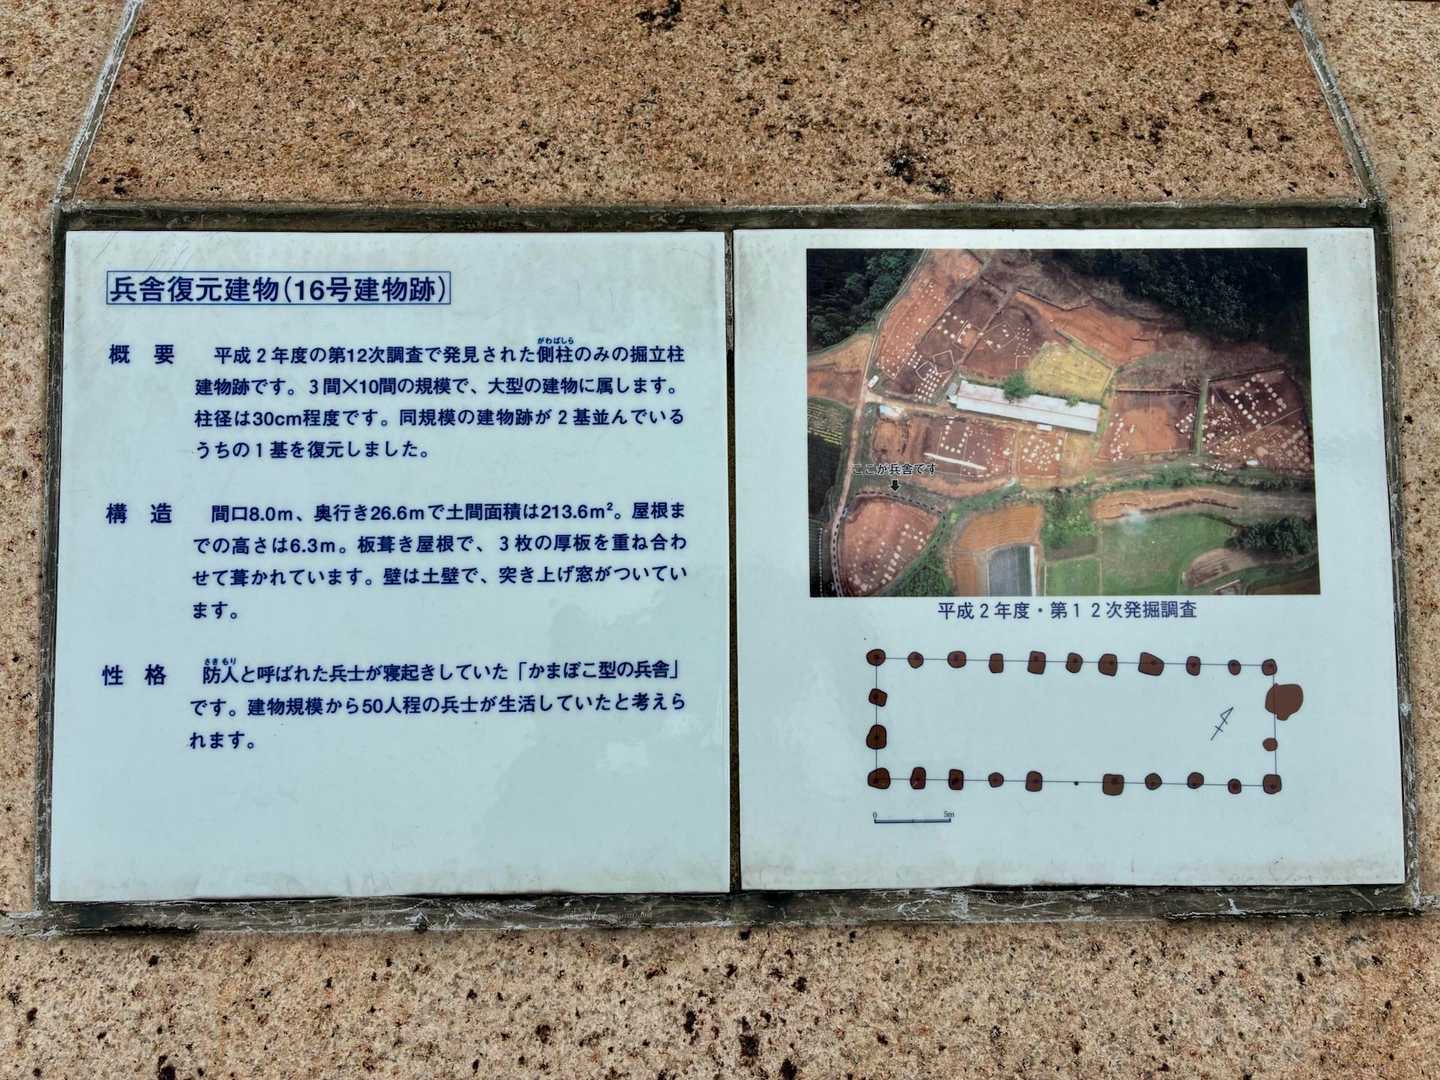 兵舎復元建物(16号建物跡)
概 要 平成2年度の第12次調査で発見された側柱のみの掘立柱
がわばしら
建物跡です。3間×10間の規模で、大型の建物に属します。
柱径は30cm程度です。同規模の建物跡が2基並んでいる
うちの1基を復元しました。
構 造 間口8.0m、奥行き26.6mで土間面積は213.6m²。屋根ま
での高さは6.3m。板葺き屋根で、3枚の厚板を重ね合わ
せて葺かれています。壁は土壁で、突き上げ窓がついてい
ます。
さきもり
性 格 防人と呼ばれた兵士が寝起きしていた「かまぼこ型の兵舎」
です。建物規模から50人程の兵士が生活していたと考えら
れます。
ここが兵舎です
平成2年度・第12次発掘調査
0 5m